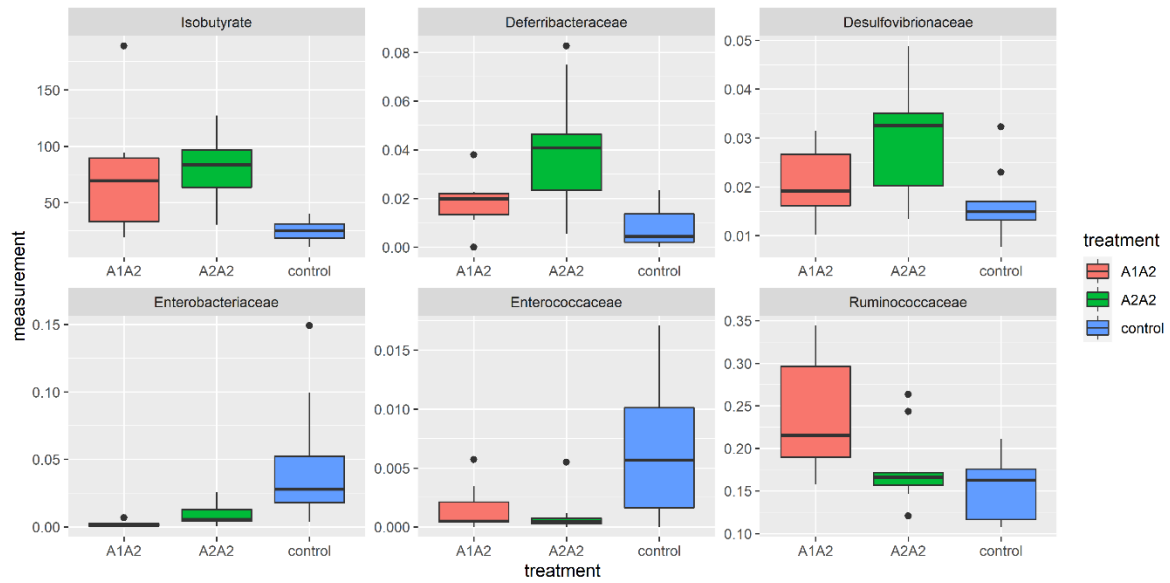 Isobutyrate
Deferribacteraceae
Desulfovibrionaceae
150
100
50
0.08
0.06
0.04
0.02
0.00
0.05
0.04
0.03
0.02
0.01
A1A2 A2A2 control
A1A2 A2A2 control
A1A2 A2A2 control
Enterobacteriaceae
Enterococcaceae
Ruminococcaceae
0.15
0.10
0.05
0.00
0.015
0.010
0.005
0.000
0.35
0.30
0.25
0.20
0.15
0.10
A1A2 A2A2 control
A1A2 A2A2 control
A1A2 A2A2 control
measurement
treatment
treatment
A1A2
A2A2
control